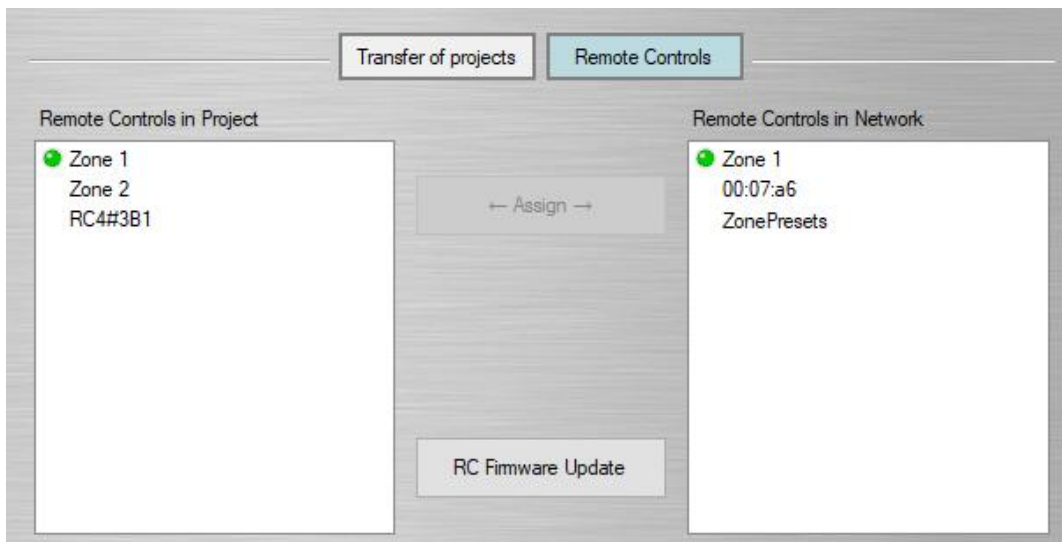 Transfer of projects
Remote Controls
Remote Controls in Project
Zone 1
Zone 2
RC4#3B1
← Assign →
RC Firmware Update
Remote Controls in Network
Zone 1
00:07:a6
ZonePresets